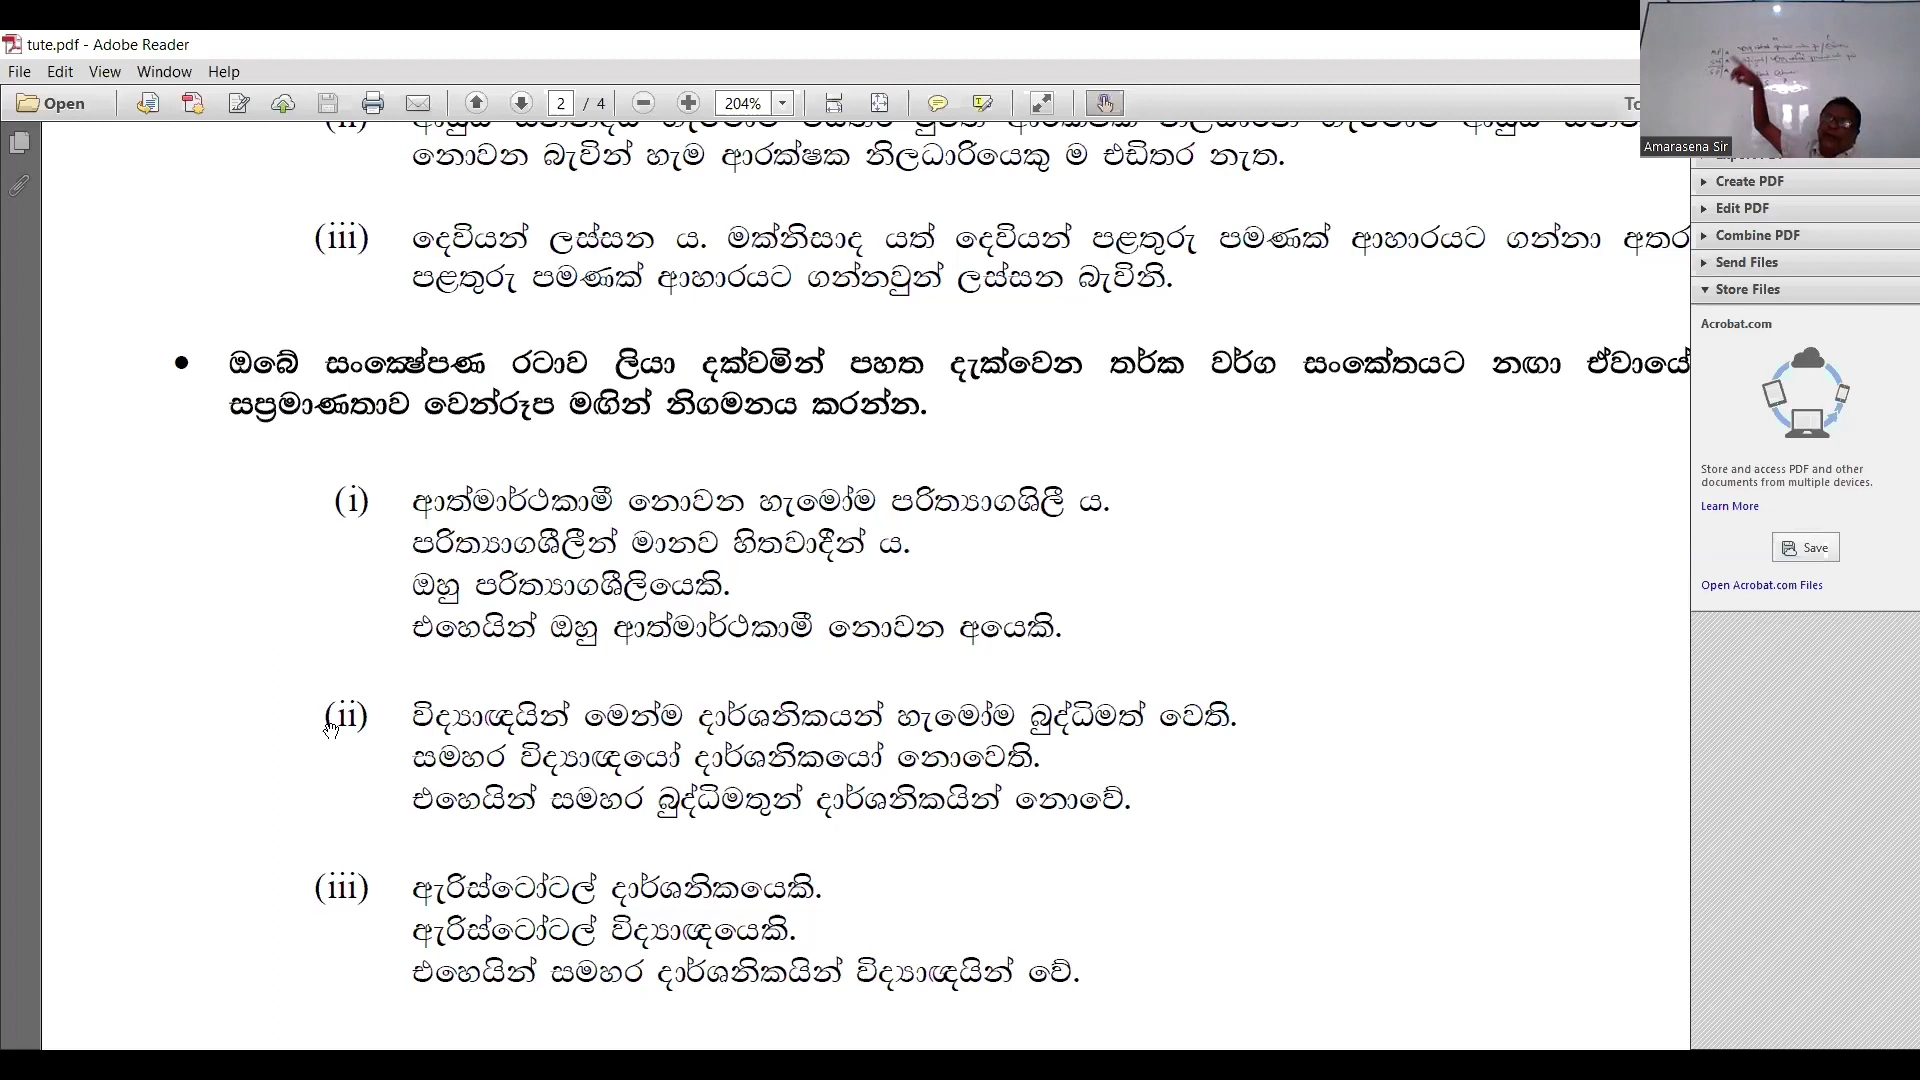 tute.pdf - Adobe Reader
File Edit View Window Help
Open 2 / 4 204%
Amarasena Sir
නොවන බැවින් හැම ආරක්ෂක නිලධාරියෙකු ම එඩිතර නැත.
(iii) දෙවියන් ලස්සන ය. මක්නිසාද යත් දෙවියන් පළතුරු පමණක් ආහාරයට ගන්නා අතර
පළතුරු පමණක් ආහාරයට ගන්නවුන් ලස්සන බැවිනි.
• ඔබේ සංක්‍ෂේපණ රටාව ලියා දක්වමින් පහත දැක්වෙන තර්ක වර්ග සංකේතයට නඟා ඒවායේ
සප්‍රමාණතාව වෙන්රූප මඟින් නිගමනය කරන්න.
(i) ආත්මාර්ථකාමී නොවන හැමෝම පරිත්‍යාගශිලී ය.
පරිත්‍යාගශීලීන් මානව හිතවාදීන් ය.
ඔහු පරිත්‍යාගශීලියෙකි.
එහෙයින් ඔහු ආත්මාර්ථකාමී නොවන අයෙකි.
(ii) විද්‍යාඥයින් මෙන්ම දාර්ශනිකයන් හැමෝම බුද්ධිමත් වෙති.
සමහර විද්‍යාඥයෝ දාර්ශනිකයෝ නොවෙති.
එහෙයින් සමහර බුද්ධිමතුන් දාර්ශනිකයින් නොවේ.
(iii) ඇරිස්ටෝටල් දාර්ශනිකයෙකි.
ඇරිස්ටෝටල් විද්‍යාඥයෙකි.
එහෙයින් සමහර දාර්ශනිකයින් විද්‍යාඥයින් වේ.
Create PDF
Edit PDF
Combine PDF
Send Files
Store Files
Acrobat.com
Store and access PDF and other
documents from multiple devices.
Learn More
Save
Open Acrobat.com Files